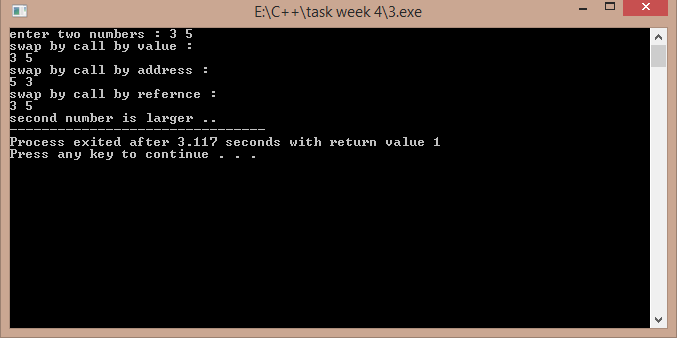 E:\C++\task week 4\3.exe
enter two numbers : 3 5
swap by call by value :
3 5
swap by call by address :
5 3
swap by call by refernce :
3 5
second number is larger ..
--------------------------------
Process exited after 3.117 seconds with return value 1
Press any key to continue . . .